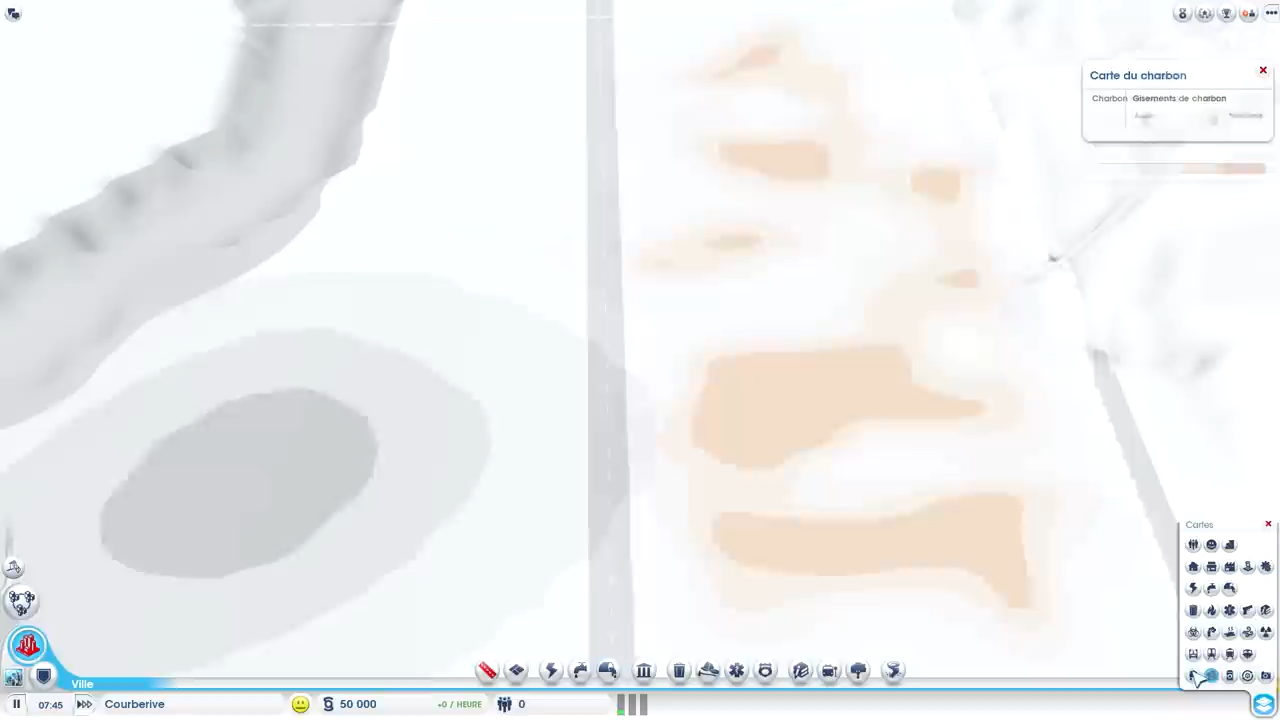 Carte du charbon
Charbon
Gisements de charbon
Cartes
Ville
07:45
Courberive
50 000
+0 / HEURE
0